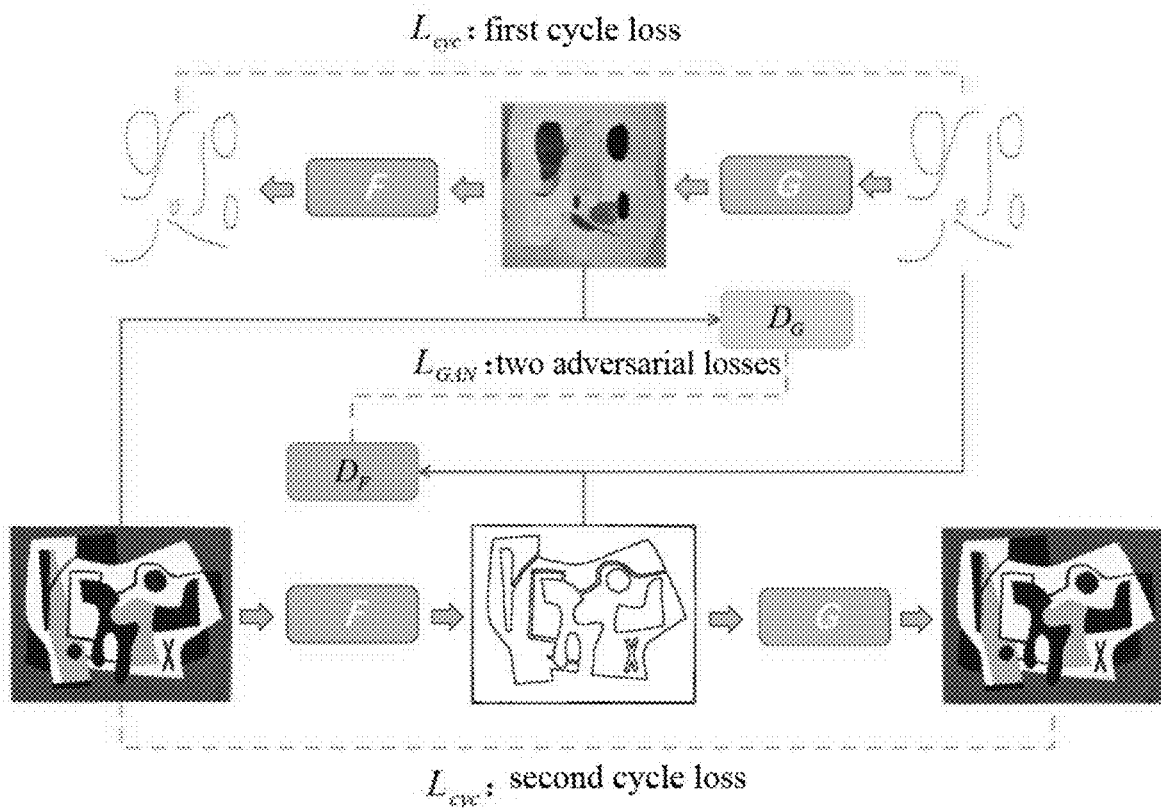 L_cyc: first cycle loss
F G
D_G
L_GAN: two adversarial losses
D_F
F G
L_cyc: second cycle loss